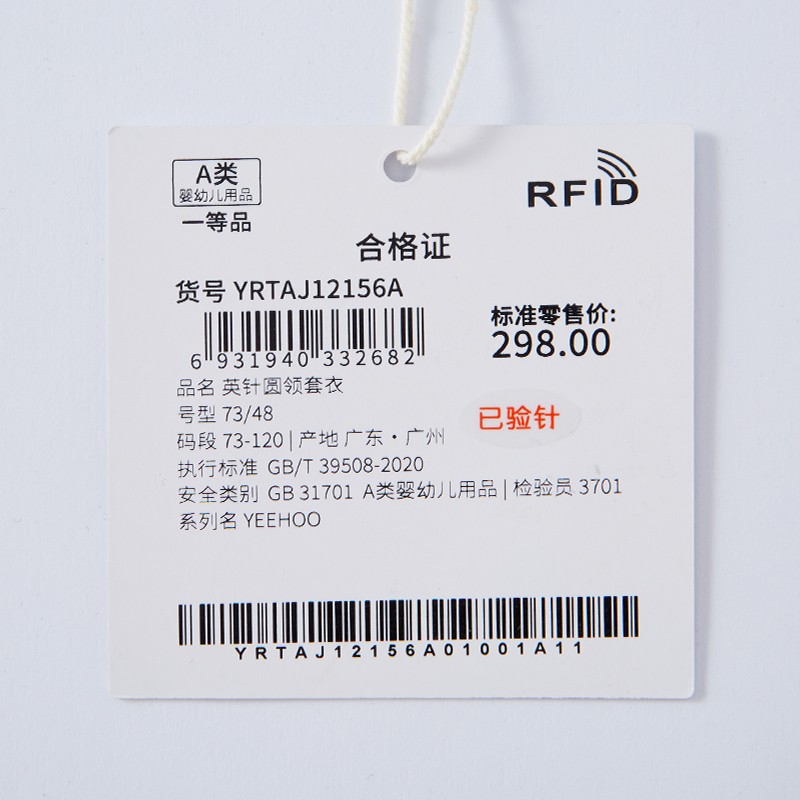 A类
婴幼儿用品
一等品
RFID
合格证
货号 YRTAJ12156A
6 931940 332682
标准零售价:
298.00
品名 英针圆领套衣
号型 73/48
码段 73-120 | 产地 广东·广州
已验针
执行标准 GB/T 39508-2020
安全类别 GB 31701 A类婴幼儿用品 | 检验员 3701
系列名 YEEHOO
YRTAJ12156A01001A11